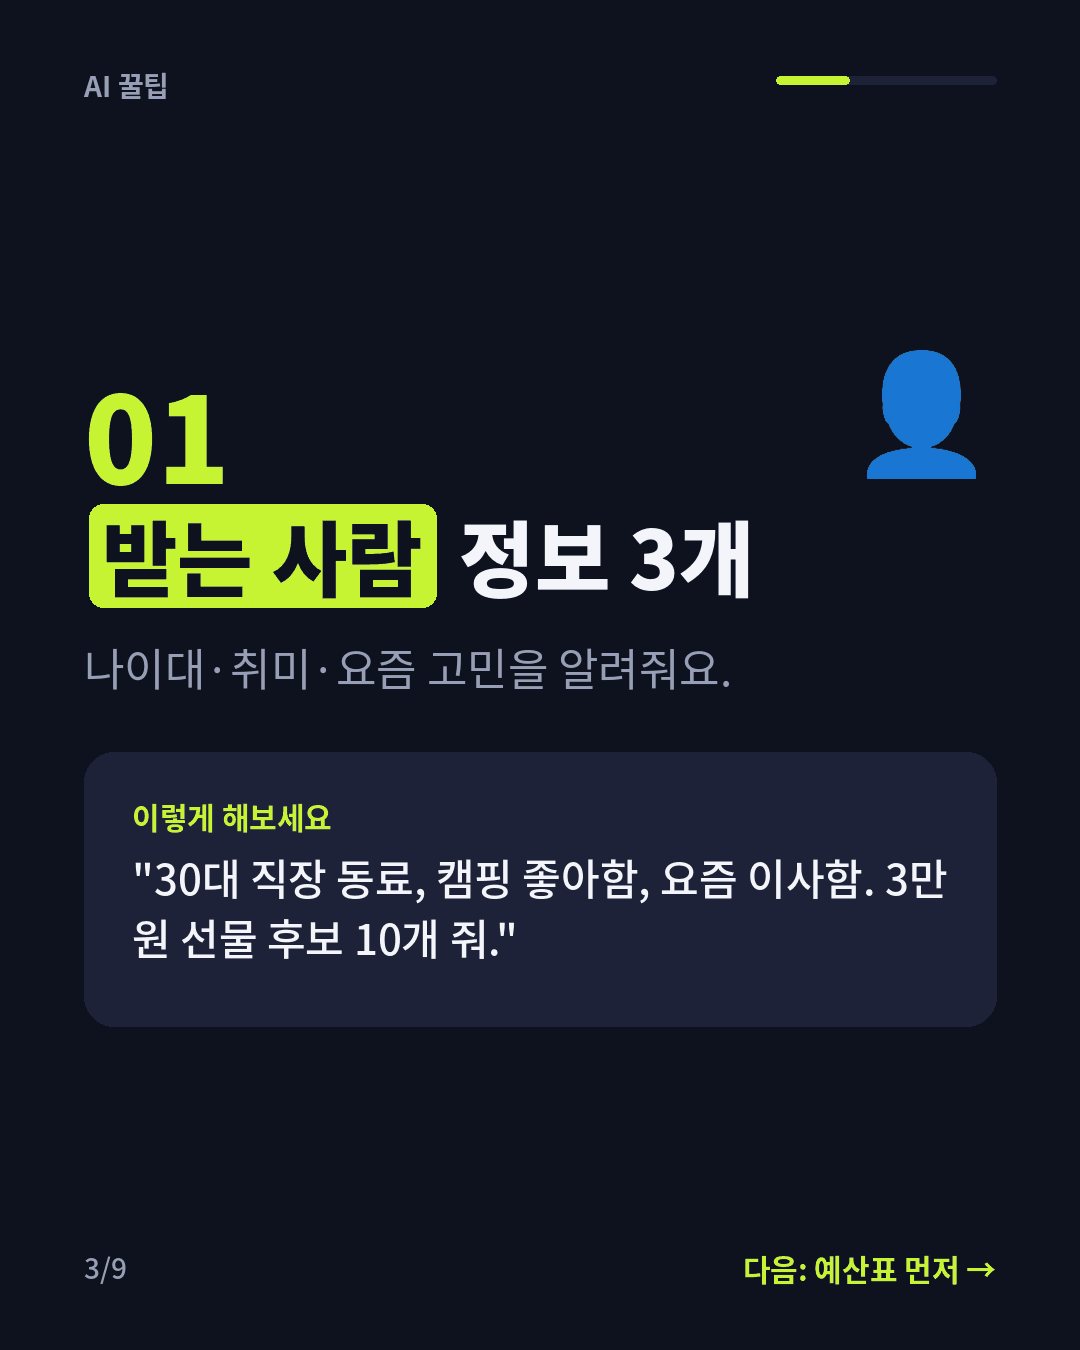 AI 꿀팁
01
받는 사람 정보 3개
나이대·취미·요즘 고민을 알려줘요.
이렇게 해보세요
"30대 직장 동료, 캠핑 좋아함, 요즘 이사함. 3만
원 선물 후보 10개 줘."
3/9
다음: 예산표 먼저 →